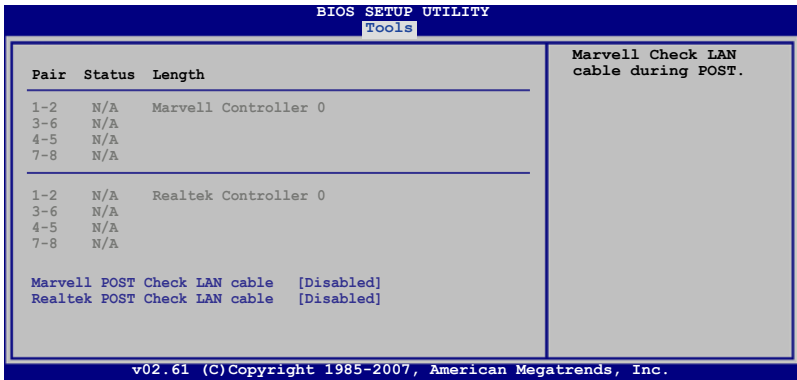 BIOS SETUP UTILITY
Tools
Pair Status Length
1-2 N/A Marvell Controller 0
3-6 N/A
4-5 N/A
7-8 N/A
1-2 N/A Realtek Controller 0
3-6 N/A
4-5 N/A
7-8 N/A
Marvell POST Check LAN cable [Disabled]
Realtek POST Check LAN cable [Disabled]
Marvell Check LAN
cable during POST.
v02.61 (C)Copyright 1985-2007, American Megatrends, Inc.